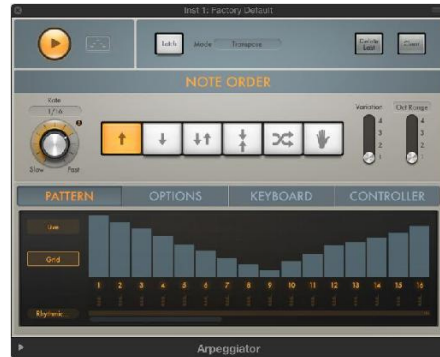 Inst 1: Factory Default
Latch Mode Transpose Delete Last Clear
NOTE ORDER
Rate Variation Oct Range
1/16
4 4
3 3
2 2
1 1
Slow Fast
PATTERN OPTIONS KEYBOARD CONTROLLER
Live
Grid
1 2 3 4 5 6 7 8 9 10 11 12 13 14 15 16
Rhythmic...
Arpeggiator